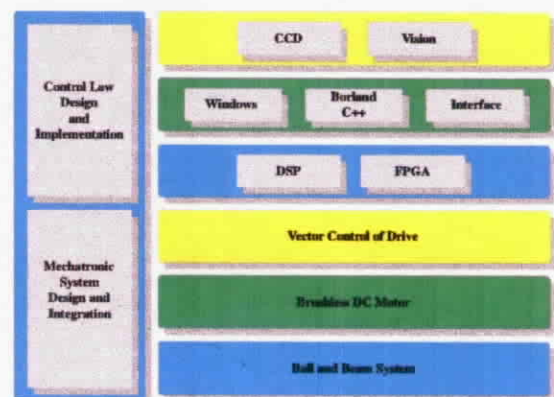 Control Law
Design
and
Implementation
Mechatronic
System
Design and
Integration
CCD
Vision
Windows
Borland
C++
Interface
DSP
FPGA
Vector Control of Drive
Brushless DC Motor
Ball and Beam System